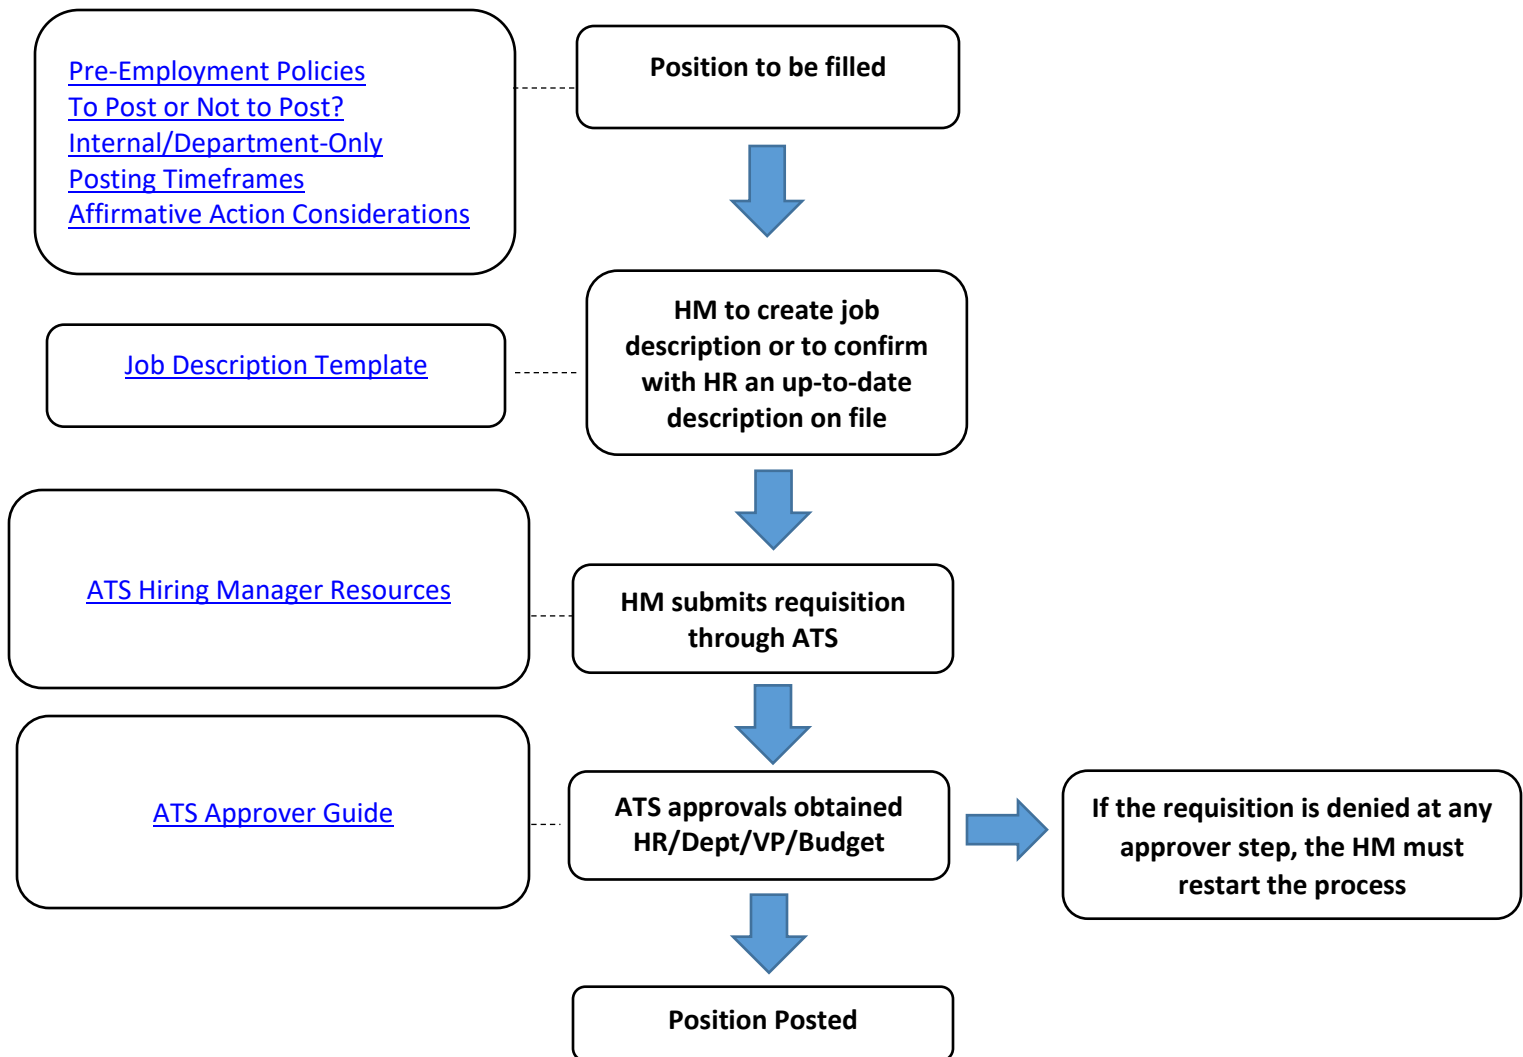 Pre-Employment Policies
To Post or Not to Post?
Internal/Department-Only
Posting Timeframes
Affirmative Action Considerations
Position to be filled
Job Description Template
HM to create job
description or to confirm
with HR an up-to-date
description on file
ATS Hiring Manager Resources
HM submits requisition
through ATS
ATS Approver Guide
ATS approvals obtained
HR/Dept/VP/Budget
If the requisition is denied at any
approver step, the HM must
restart the process
Position Posted